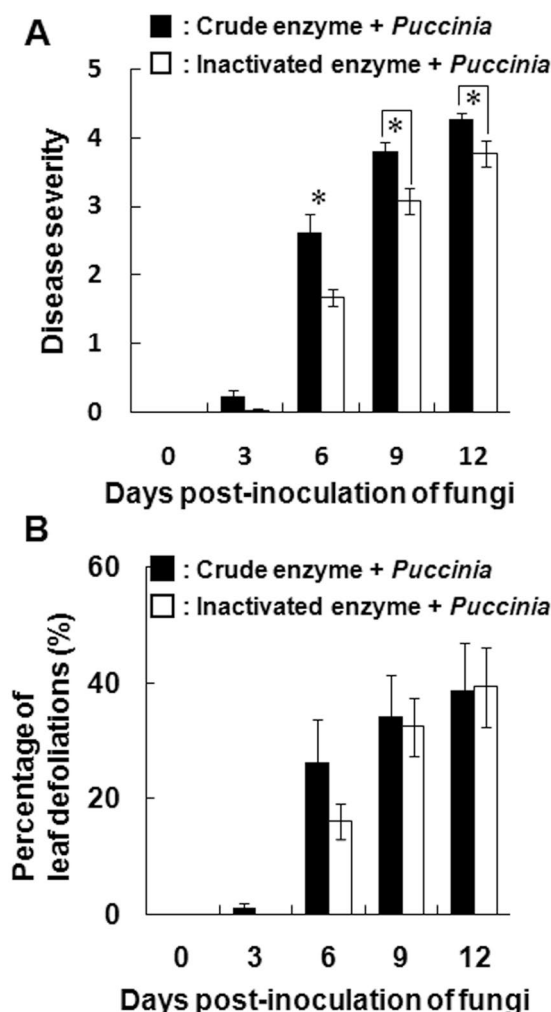 A
: Crude enzyme + Puccinia
: Inactivated enzyme + Puccinia
5
4
3
2
1
0
Disease severity
*
*
*
0 3 6 9 12
Days post-inoculation of fungi
B
: Crude enzyme + Puccinia
: Inactivated enzyme + Puccinia
60
40
20
0
Percentage of
leaf defoliations (%)
0 3 6 9 12
Days post-inoculation of fungi